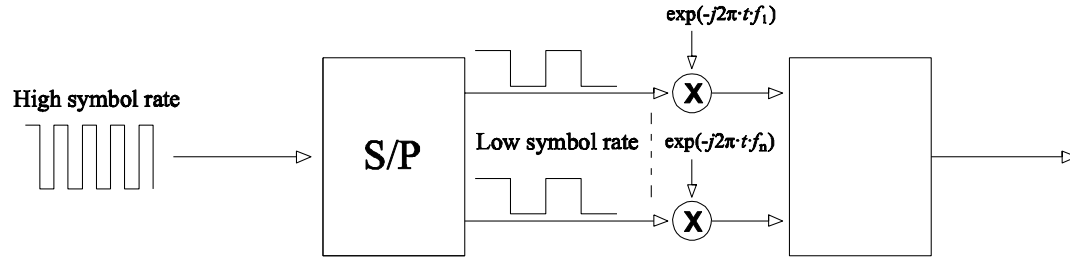 exp(-j2π·t·f₁)
High symbol rate
S/P
X
Low symbol rate
exp(-j2π·t·fₙ)
X